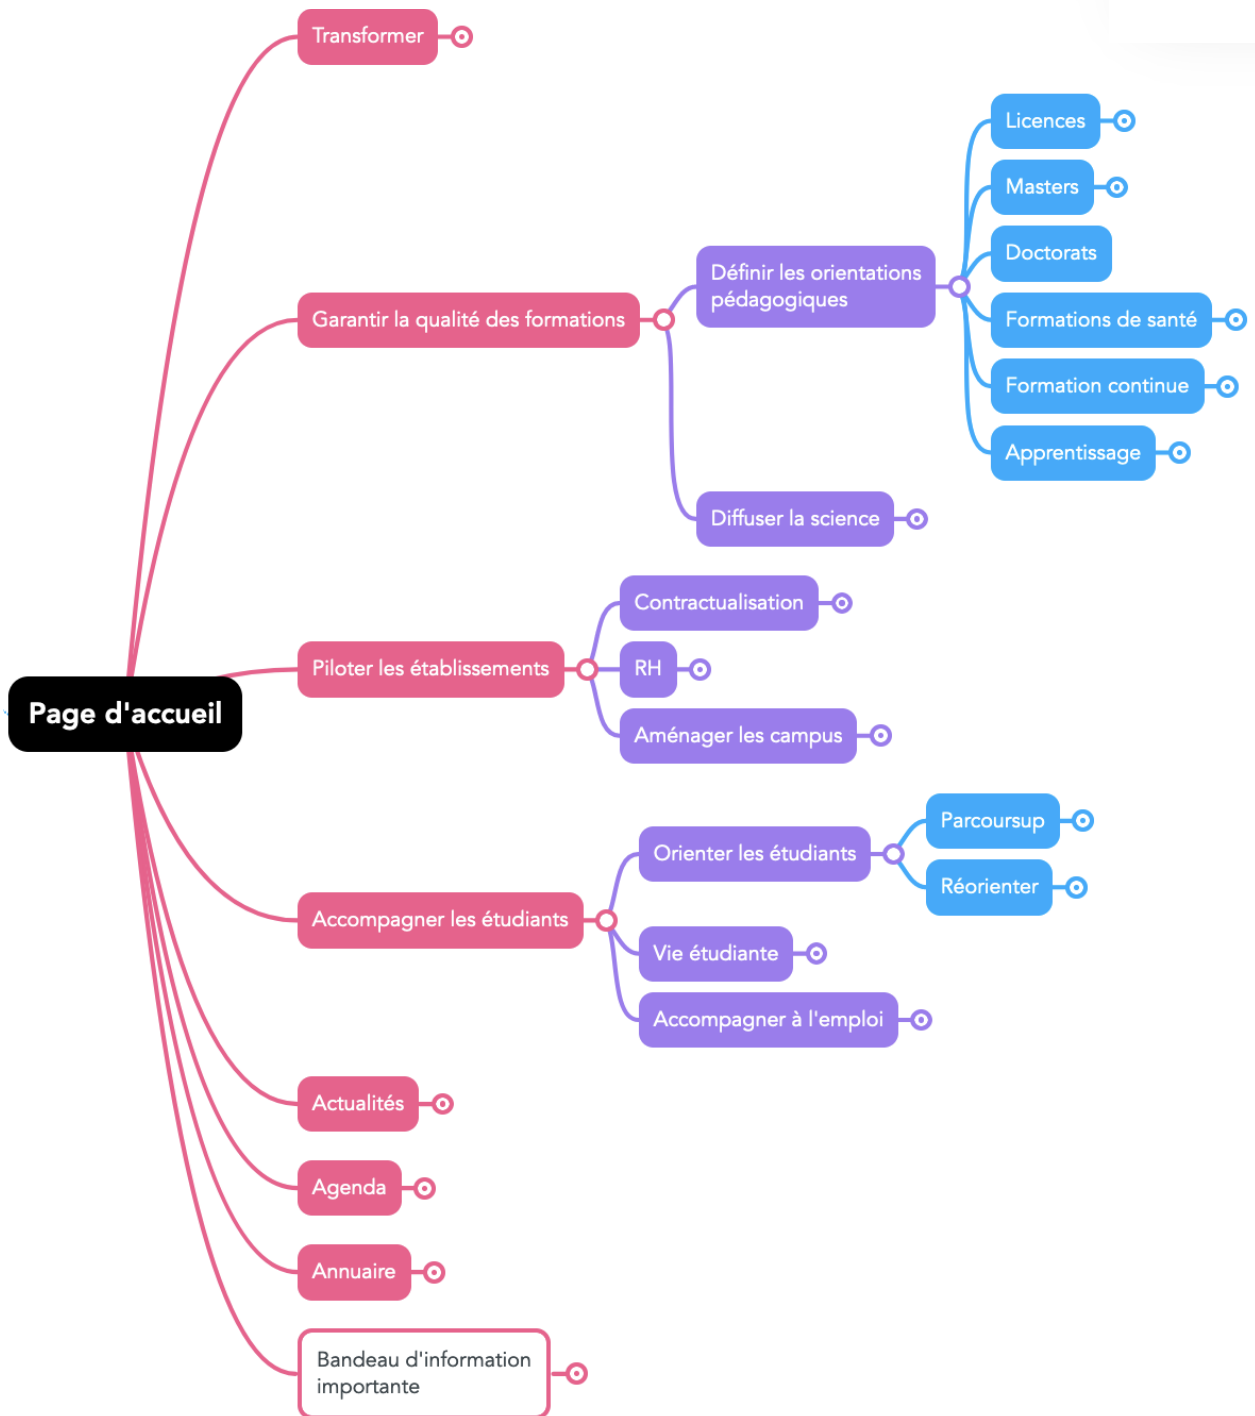 Transformer
Licences
Masters
Doctorats
Définir les orientations
pédagogiques
Garantir la qualité des formations
Formations de santé
Formation continue
Apprentissage
Diffuser la science
Contractualisation
Piloter les établissements
RH
Page d'accueil
Aménager les campus
Parcoursup
Orienter les étudiants
Réorienter
Accompagner les étudiants
Vie étudiante
Accompagner à l'emploi
Actualités
Agenda
Annuaire
Bandeau d'information
importante